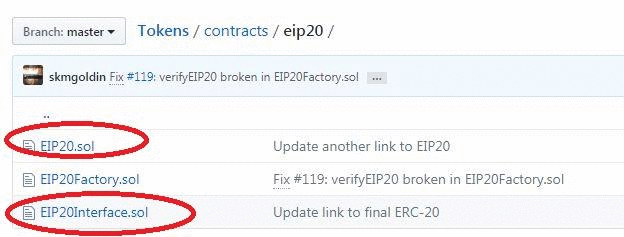 Branch: master Tokens / contracts / eip20 /
skmgoldin Fix #119: verifyEIP20 broken in EIP20Factory.sol ...
..
EIP20.sol Update another link to EIP20
EIP20Factory.sol Fix #119: verifyEIP20 broken in EIP20Factory.sol
EIP20Interface.sol Update link to final ERC-20